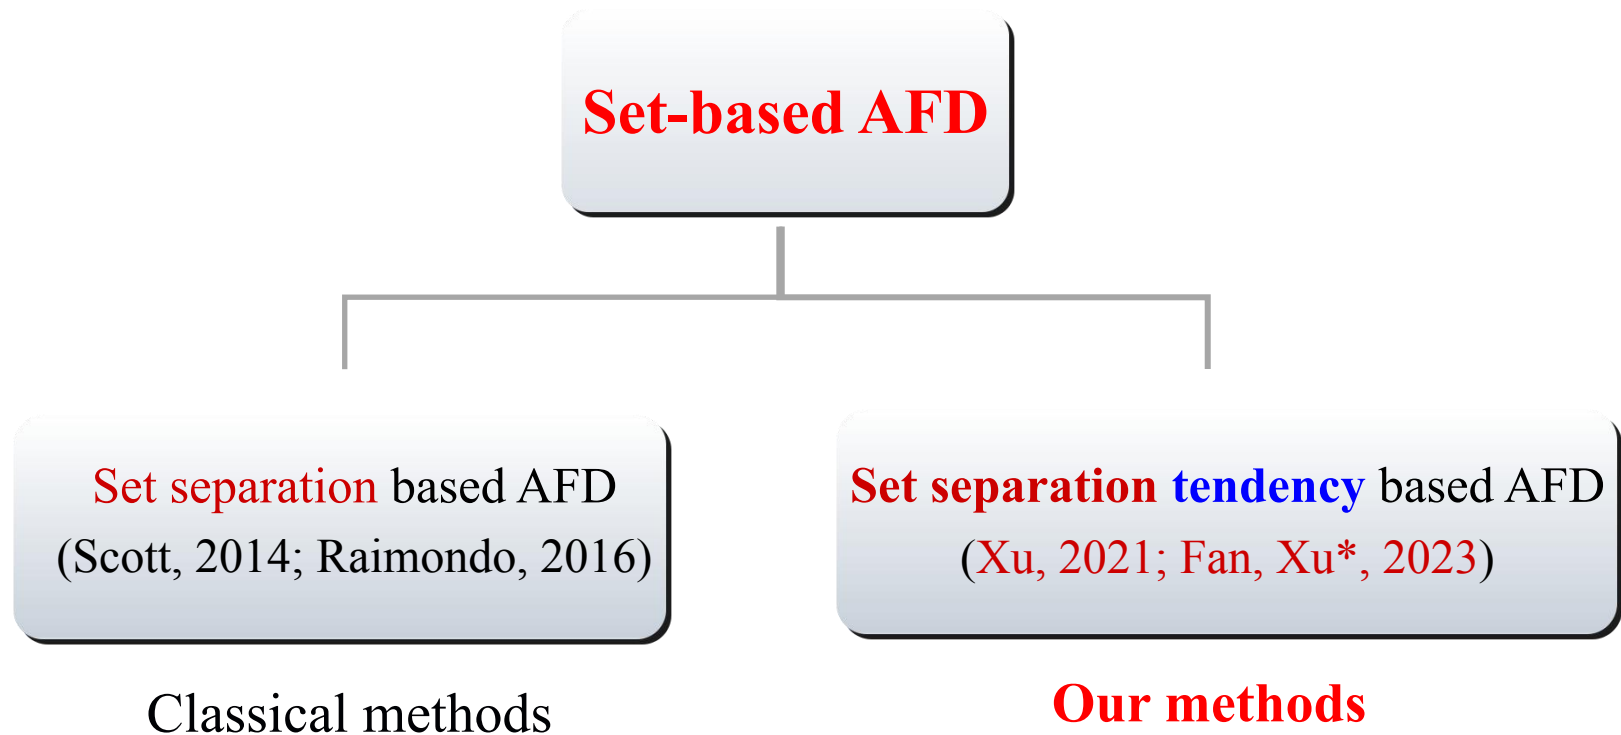 Set-based AFD
Set separation based AFD
(Scott, 2014; Raimondo, 2016)
Set separation tendency based AFD
(Xu, 2021; Fan, Xu*, 2023)
Classical methods
Our methods